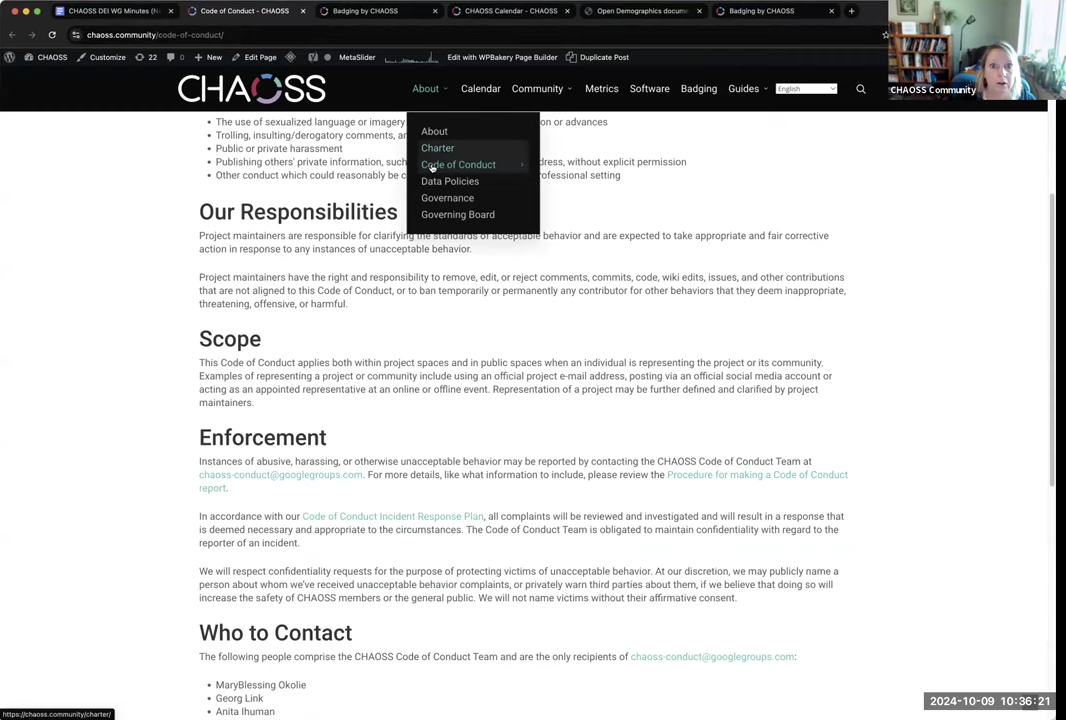 CHAOSS DEI WG Minutes (N
Code of Conduct - CHAOSS
Badging by CHAOSS
CHAOSS Calendar - CHAOSS
Open Demographics docume
Badging by CHAOSS
chaoss.community/code-of-conduct/
CHAOSS Customize 22 0 New Edit Page MetaSlider Edit with WPBakery Page Builder Duplicate Post
CHAOSS Community
CHAOSS About Calendar Community Metrics Software Badging Guides English
About
Charter
Code of Conduct
Data Policies
Governance
Governing Board
• The use of sexualized language or imagery on or advances
• Trolling, insulting/derogatory comments,
• Public or private harassment
• Publishing others' private information, such dress, without explicit permission
• Other conduct which could reasonably be professional setting
Our Responsibilities
Project maintainers are responsible for clarifying the standards of acceptable behavior and are expected to take appropriate and fair corrective
action in response to any instances of unacceptable behavior.
Project maintainers have the right and responsibility to remove, edit, or reject comments, commits, code, wiki edits, issues, and other contributions
that are not aligned to this Code of Conduct, or to ban temporarily or permanently any contributor for other behaviors that they deem inappropriate,
threatening, offensive, or harmful.
Scope
This Code of Conduct applies both within project spaces and in public spaces when an individual is representing the project or its community.
Examples of representing a project or community include using an official project e-mail address, posting via an official social media account or
acting as an appointed representative at an online or offline event. Representation of a project may be further defined and clarified by project
maintainers.
Enforcement
Instances of abusive, harassing, or otherwise unacceptable behavior may be reported by contacting the CHAOSS Code of Conduct Team at
chaoss-conduct@googlegroups.com. For more details, like what information to include, please review the Procedure for making a Code of Conduct
report.
In accordance with our Code of Conduct Incident Response Plan, all complaints will be reviewed and investigated and will result in a response that
is deemed necessary and appropriate to the circumstances. The Code of Conduct Team is obligated to maintain confidentiality with regard to the
reporter of an incident.
We will respect confidentiality requests for the purpose of protecting victims of unacceptable behavior. At our discretion, we may publicly name a
person about whom we've received unacceptable behavior complaints, or privately warn third parties about them, if we believe that doing so will
increase the safety of CHAOSS members or the general public. We will not name victims without their affirmative consent.
Who to Contact
The following people comprise the CHAOSS Code of Conduct Team and are the only recipients of chaoss-conduct@googlegroups.com:
• MaryBlessing Okolie
• Georg Link
• Anita Ihuman
https://chaoss.community/charter/
2024-10-09 10:36:21